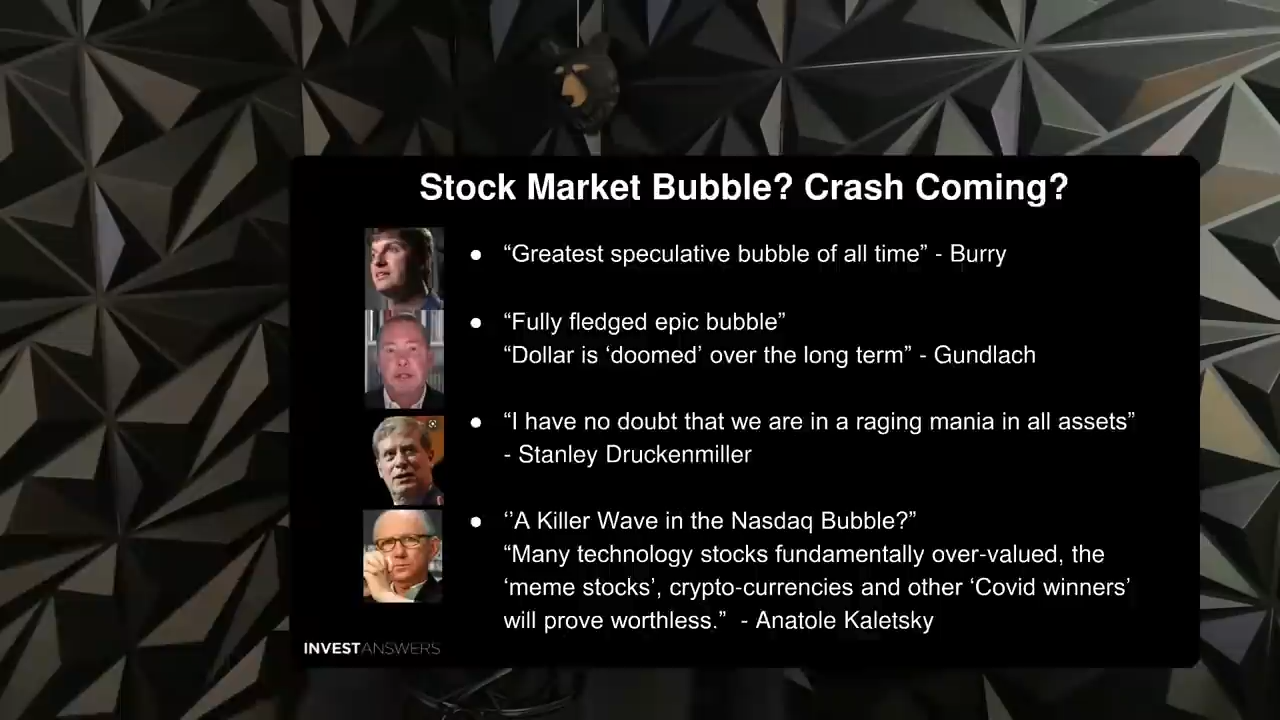 Stock Market Bubble? Crash Coming?
● “Greatest speculative bubble of all time” - Burry
● “Fully fledged epic bubble”
“Dollar is ‘doomed’ over the long term” - Gundlach
● “I have no doubt that we are in a raging mania in all assets”
- Stanley Druckenmiller
● ‘’A Killer Wave in the Nasdaq Bubble?”
“Many technology stocks fundamentally over-valued, the
‘meme stocks’, crypto-currencies and other ‘Covid winners’
will prove worthless.” - Anatole Kaletsky
INVESTANSWERS